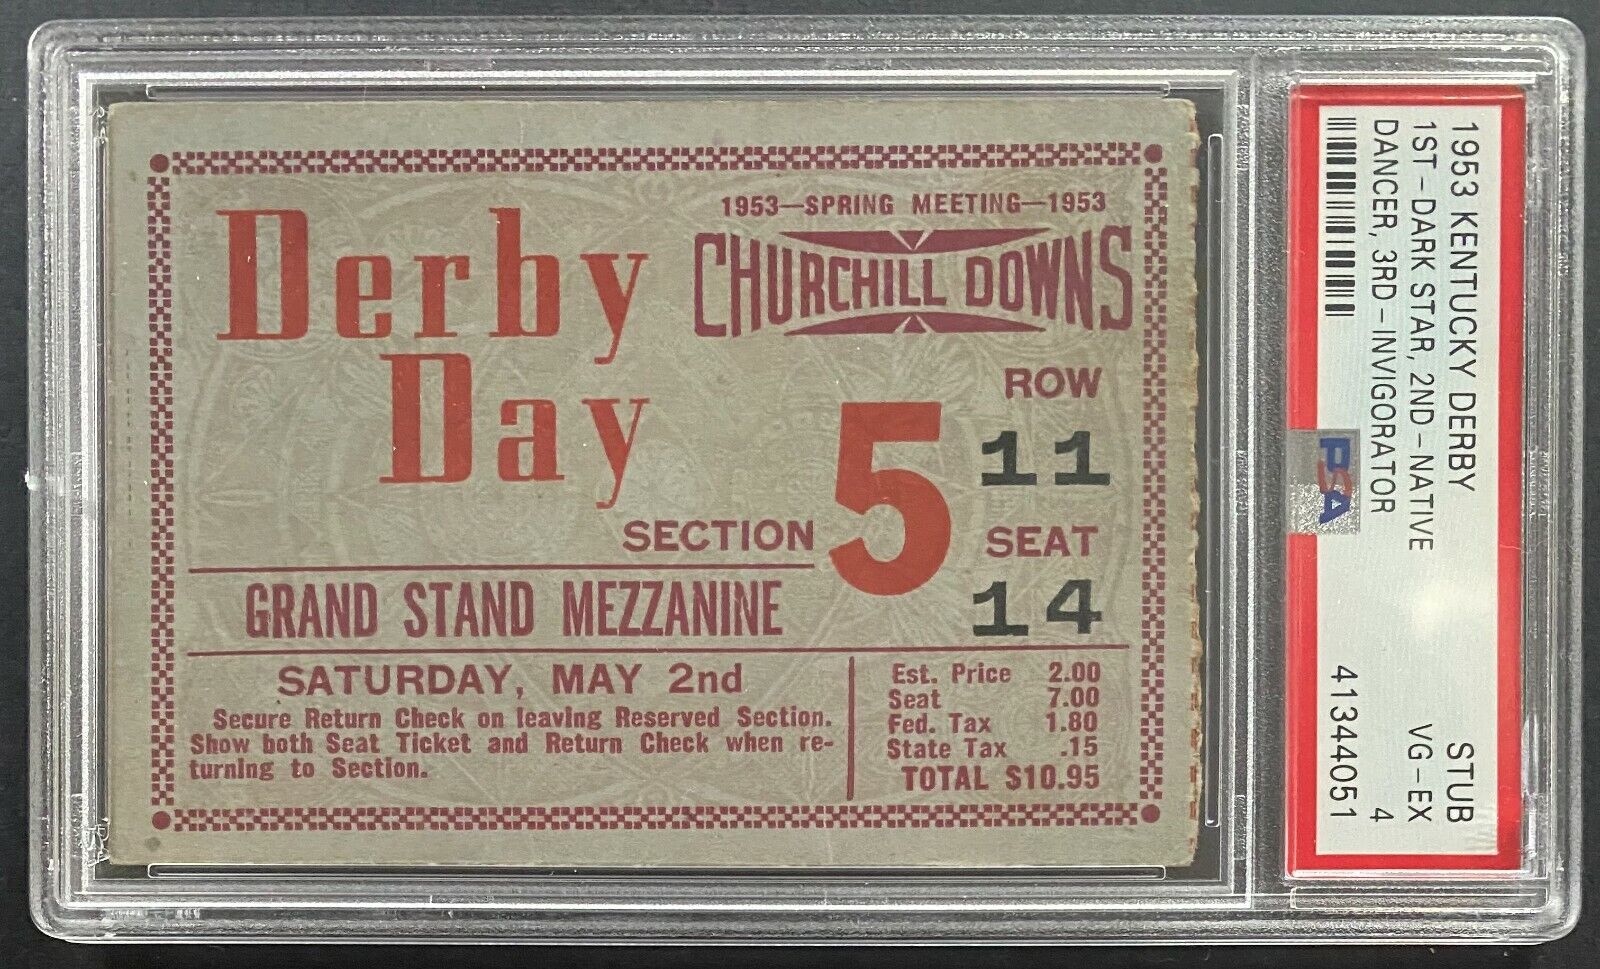 Derby
Day
1953—SPRING MEETING—1953
CHURCHILL DOWNS
ROW
11
SECTION 5
SEAT
14
GRAND STAND MEZZANINE
SATURDAY, MAY 2nd
Secure Return Check on leaving Reserved Section.
Show both Seat Ticket and Return Check when re-
turning to Section.
Est. Price 2.00
Seat 7.00
Fed. Tax 1.80
State Tax .15
TOTAL $10.95
1953 KENTUCKY DERBY STUB
1ST-DARK STAR, 2ND-NATIVE VG-EX
DANCER, 3RD-INVIGORATOR 4
41344051
PSA